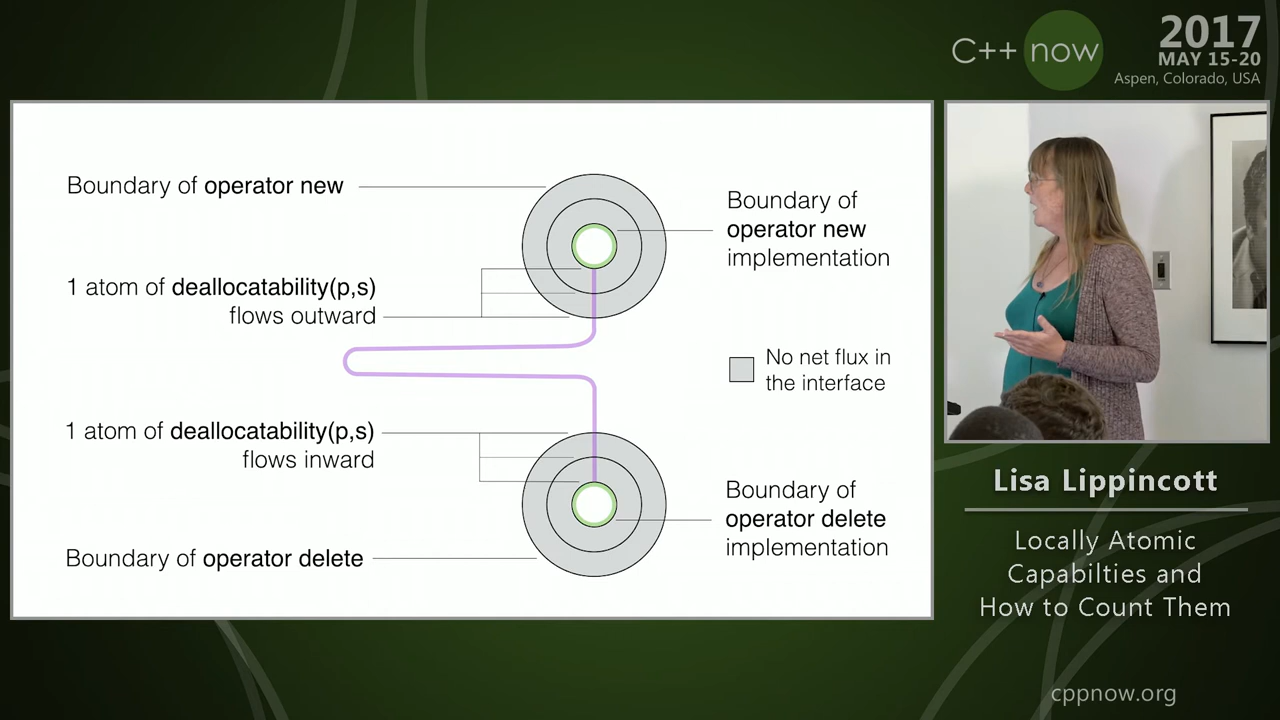 C++ now
2017
MAY 15-20
Aspen, Colorado, USA
Boundary of operator new
Boundary of
operator new
implementation
1 atom of deallocatability(p,s)
flows outward
No net flux in
the interface
1 atom of deallocatability(p,s)
flows inward
Boundary of
operator delete
implementation
Boundary of operator delete
Lisa Lippincott
Locally Atomic
Capabilties and
How to Count Them
cppnow.org